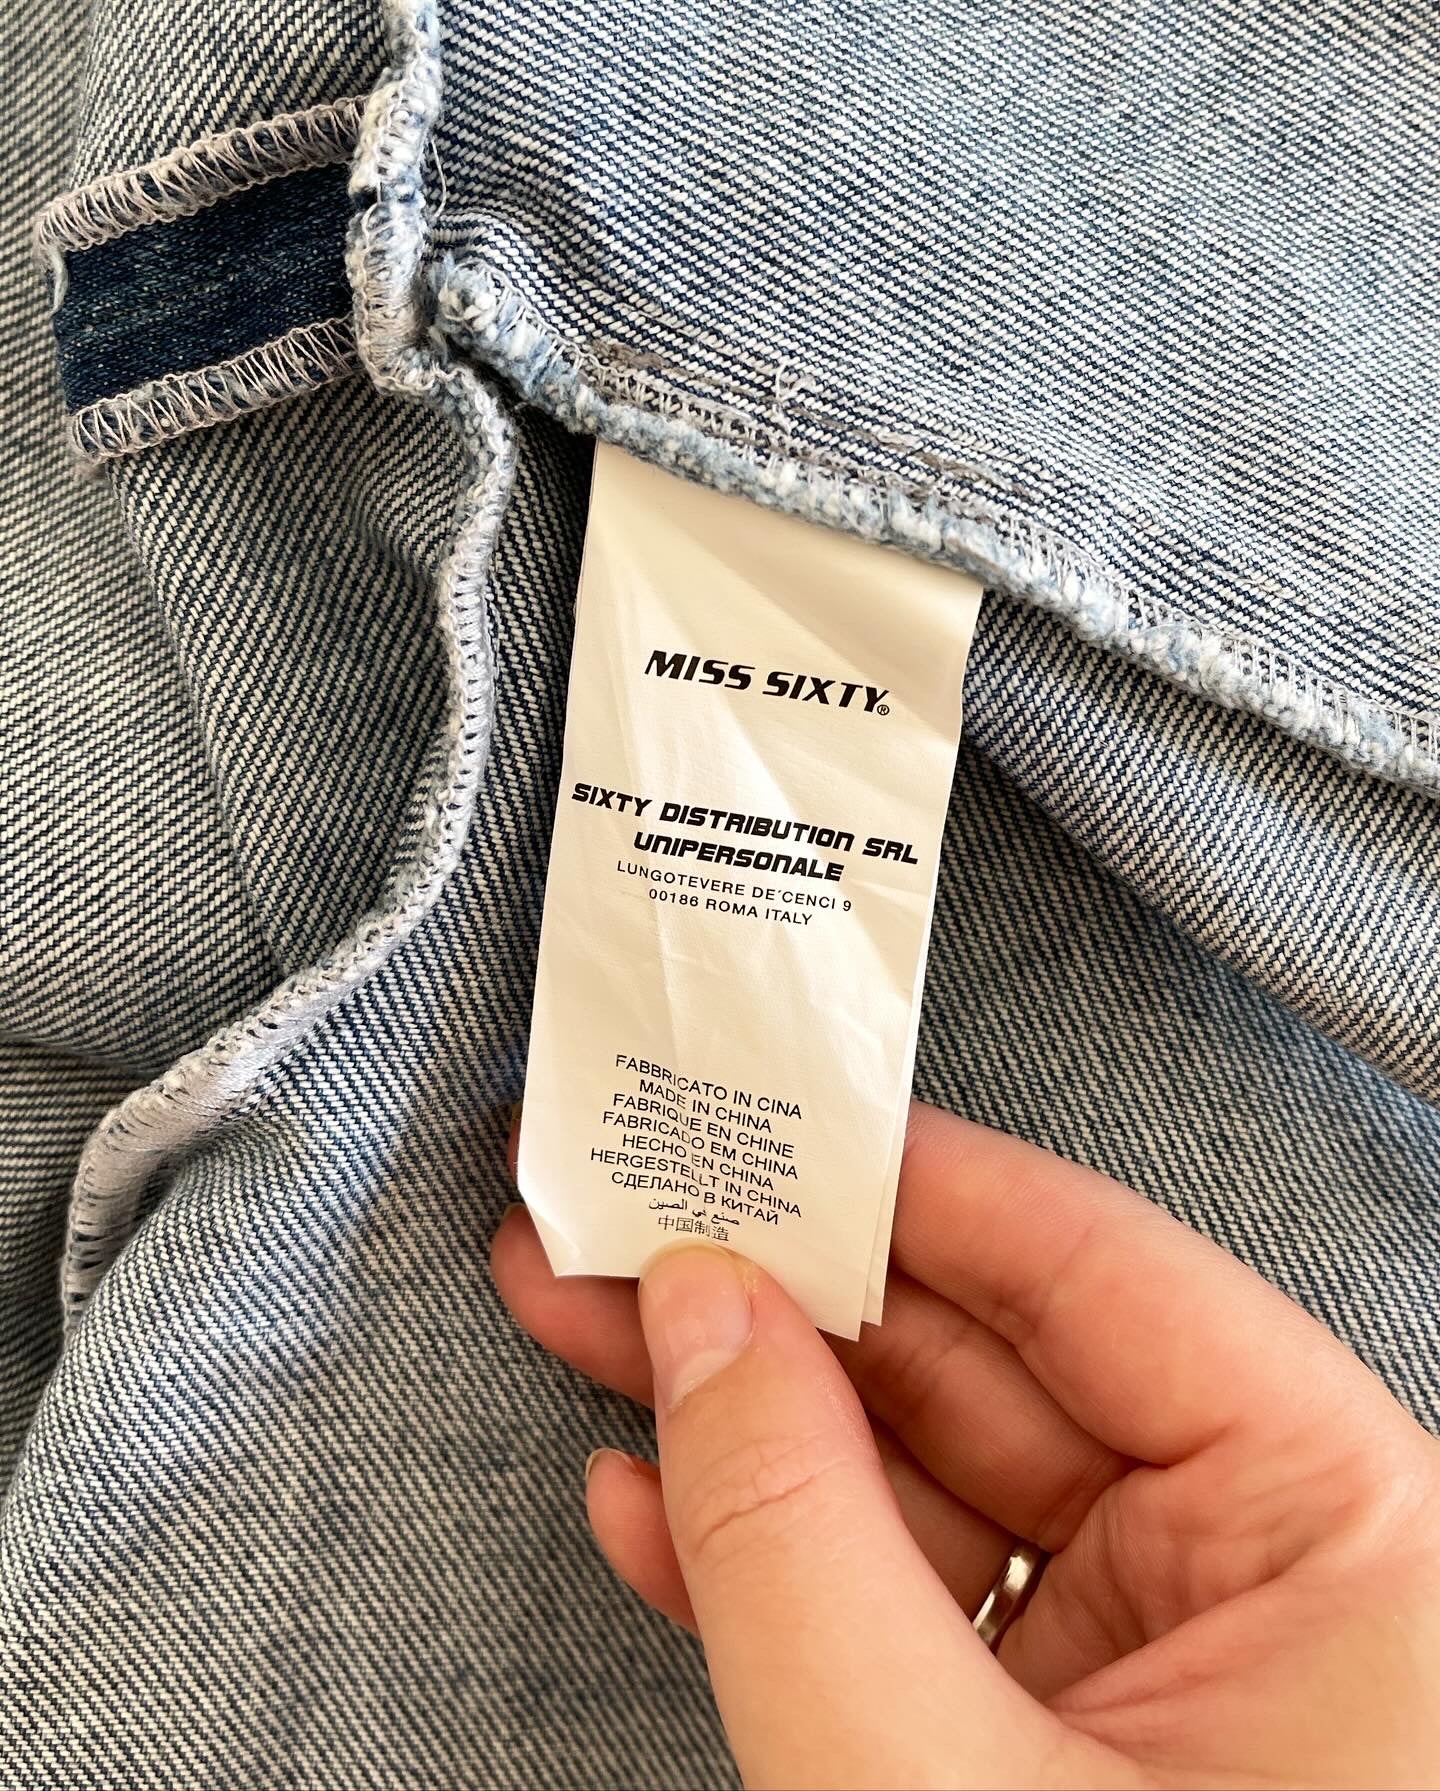 MISS SIXTY®
SIXTY DISTRIBUTION SRL
UNIPERSONALE
LUNGOTEVERE DE'CENCI 9
00186 ROMA ITALY
FABBRICATO IN CINA
MADE IN CHINA
FABRIQUE EN CHINE
FABRICADO EM CHINA
HECHO EN CHINA
HERGESTELLT IN CHINA
СДЕЛАНО В КИТАЙ
صنع في الصين
中国制造